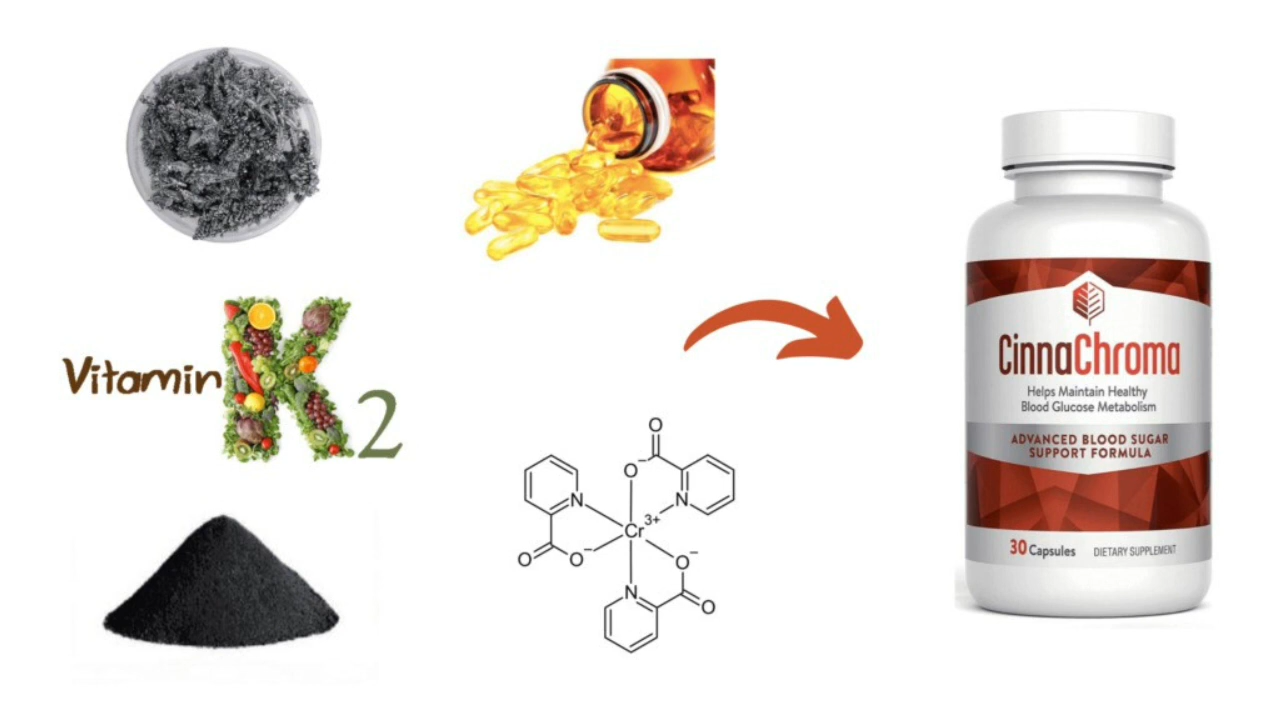 Vitamin K2
O
O
−
N
N
Cr
3+
O
O
−
O
−
N
O
CinnaChroma
Helps Maintain Healthy
Blood Glucose Metabolism
ADVANCED BLOOD SUGAR
SUPPORT FORMULA
30 Capsules DIETARY SUPPLEMENT